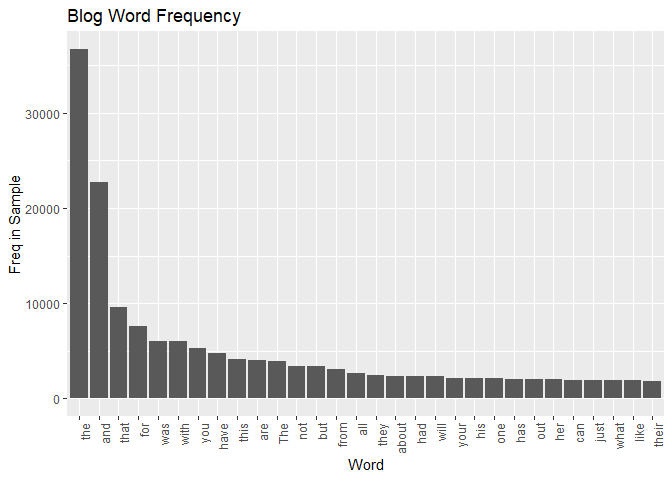 Blog Word Frequency
Freq in Sample
30000
20000
10000
0
the
and
that
for
was
with
you
have
this
are
The
not
but
from
all
they
about
had
will
your
his
one
has
out
her
can
just
what
like
their
Word